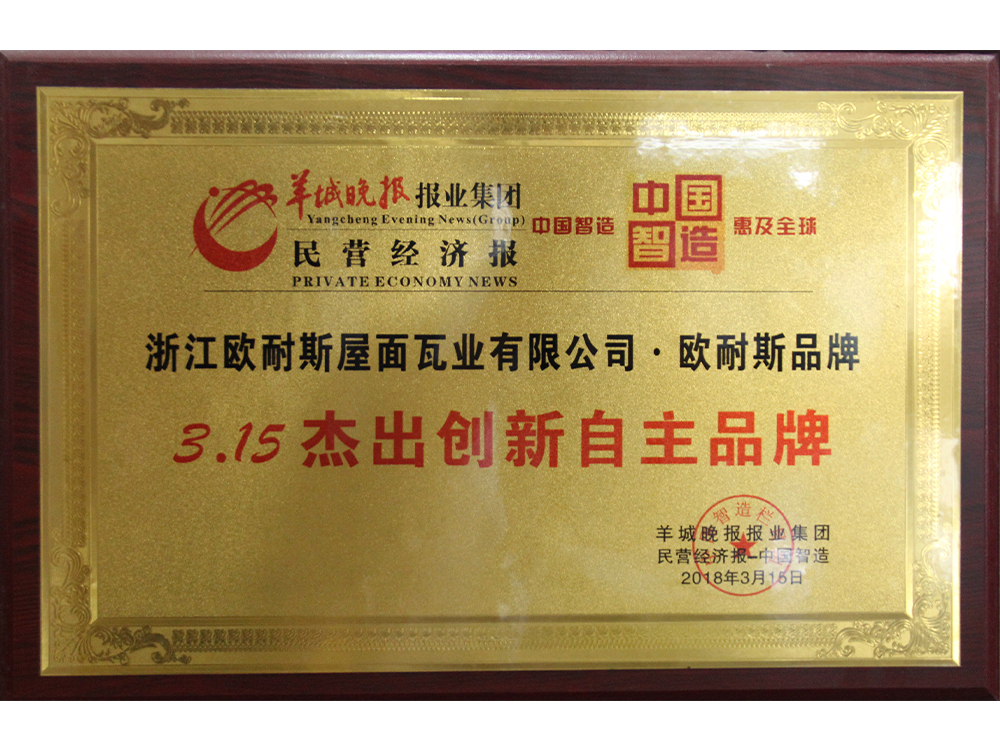 羊城晚报 报业集团
Yangcheng Evening News(Group)
民营经济报
PRIVATE ECONOMY NEWS
中国智造
中国
智造
惠及全球
浙江欧耐斯屋面瓦业有限公司·欧耐斯品牌
3.15 杰出创新自主品牌
羊城晚报报业集团
民营经济报-中国智造
2018年3月15日
智造栏